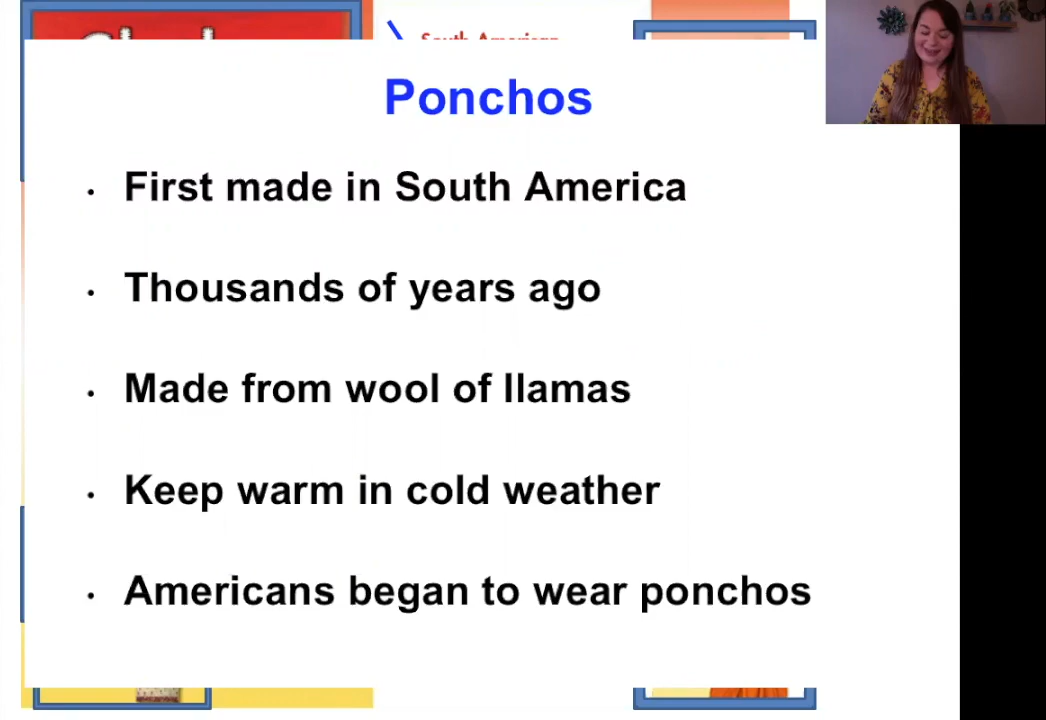 South American
Ponchos
• First made in South America
• Thousands of years ago
• Made from wool of llamas
• Keep warm in cold weather
• Americans began to wear ponchos